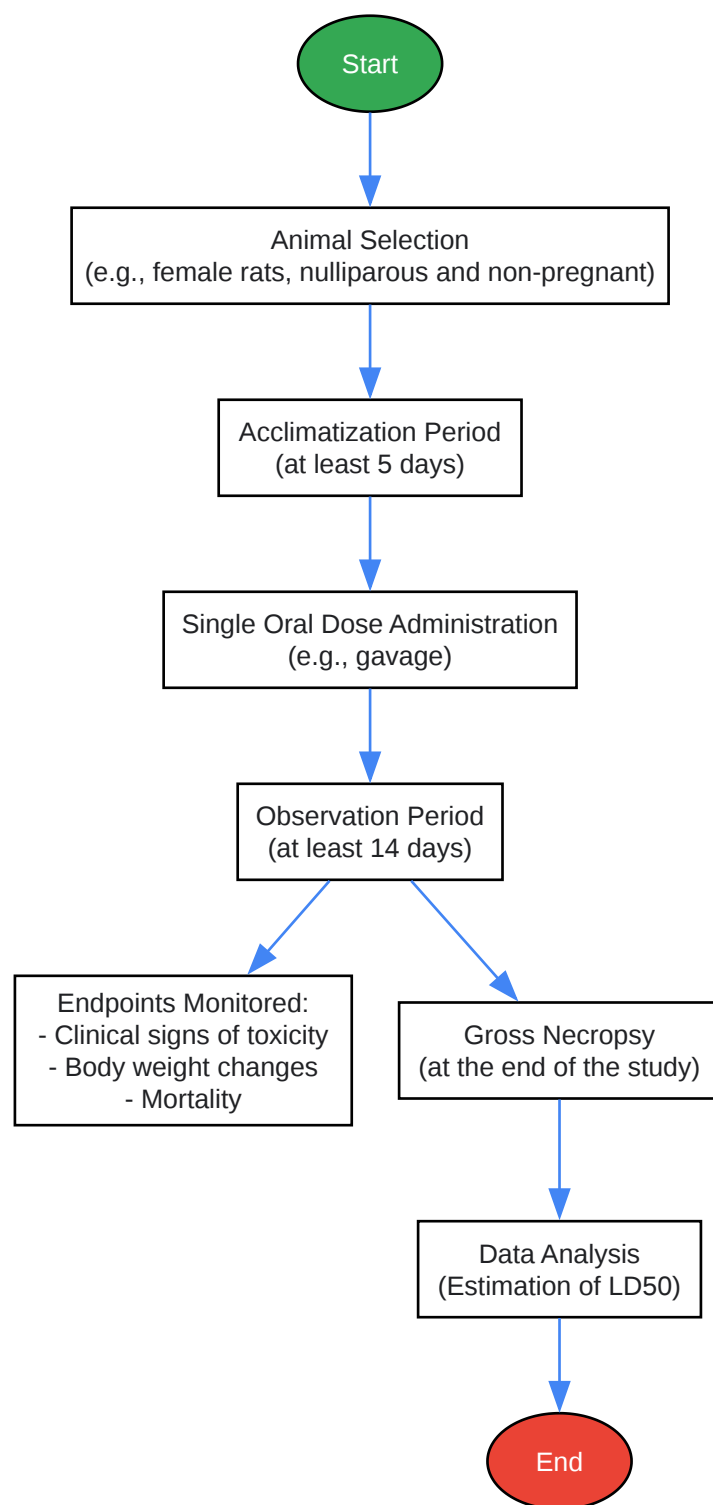 Start
Animal Selection
(e.g., female rats, nulliparous and non-pregnant)
Acclimatization Period
(at least 5 days)
Single Oral Dose Administration
(e.g., gavage)
Observation Period
(at least 14 days)
Endpoints Monitored:
- Clinical signs of toxicity
- Body weight changes
- Mortality
Gross Necropsy
(at the end of the study)
Data Analysis
(Estimation of LD50)
End